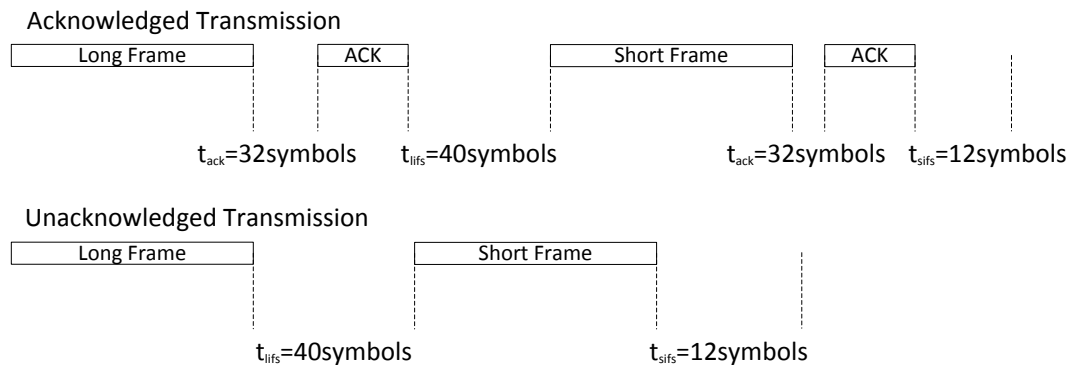 Acknowledged Transmission
Long Frame ACK Short Frame ACK
tack=32symbols tlifs=40symbols tack=32symbols tsifs=12symbols
Unacknowledged Transmission
Long Frame Short Frame
tlifs=40symbols tsifs=12symbols